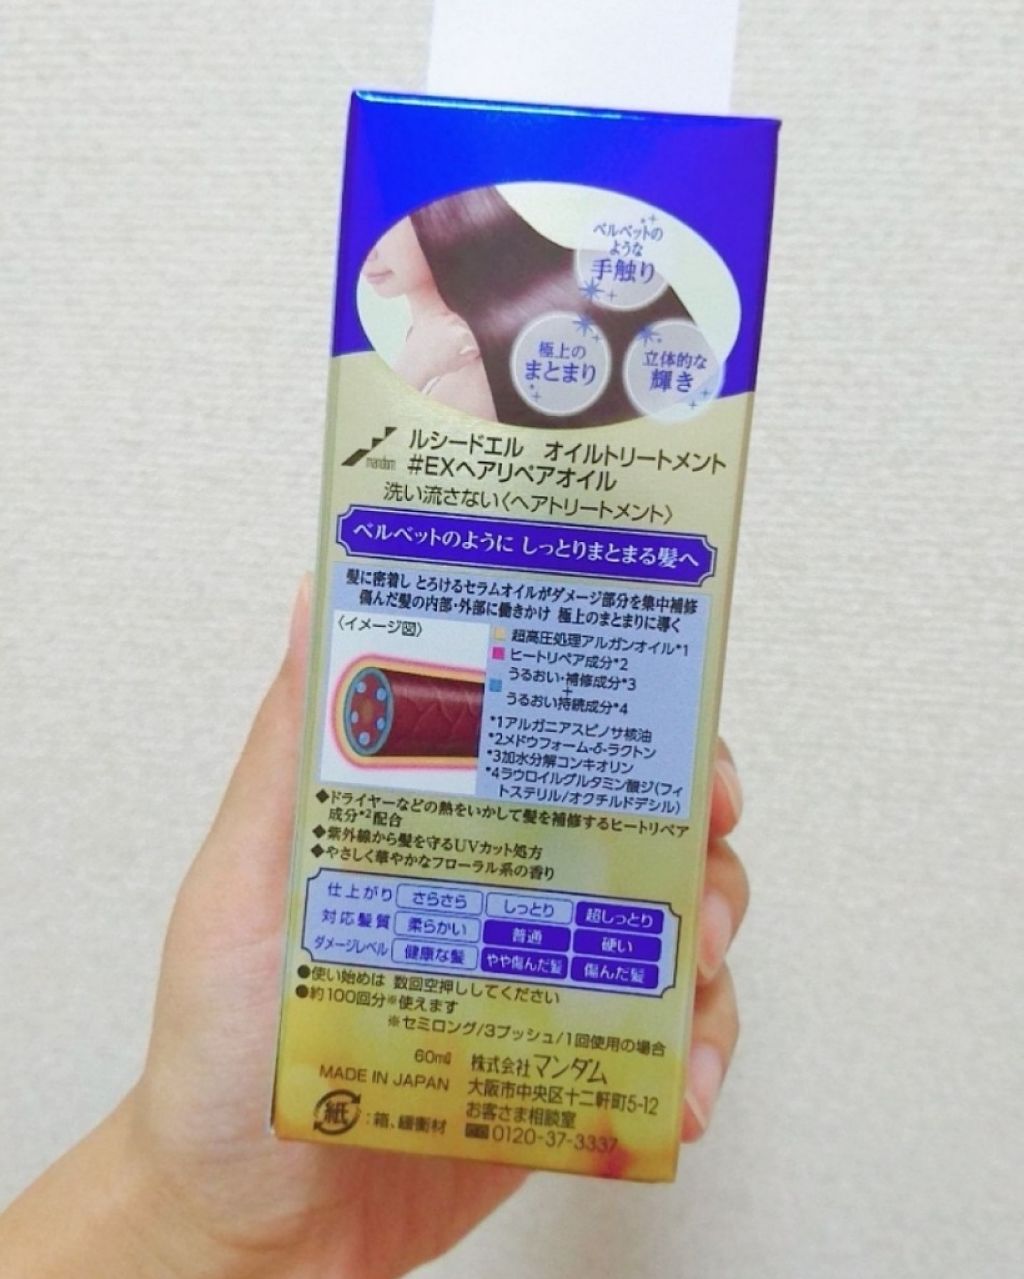 ベルベットの
ような
手触り
極上の
まとまり
立体的な
輝き
mandom
ルシードエル オイルトリートメント
#EXヘアリペアオイル
洗い流さない〈ヘアトリートメント〉
ベルベットのように しっとりまとまる髪へ
髪に密着し とろけるセラムオイルがダメージ部分を集中補修
傷んだ髪の内部・外部に働きかけ 極上のまとまりに導く
〈イメージ図〉
超高圧処理アルガンオイル*1
ヒートリペア成分*2
うるおい・補修成分*3
+
うるおい持続成分*4
*1アルガニアスピノサ核油
*2メドウフォーム-δ-ラクトン
*3加水分解コンキオリン
*4ラウロイルグルタミン酸ジ(フィ
トステリル/オクチルドデシル)
◆ドライヤーなどの熱をいかして髪を補修するヒートリペア
成分*2配合
◆紫外線から髪を守るUVカット処方
◆やさしく華やかなフローラル系の香り
仕上がり さらさら しっとり 超しっとり
対応髪質 柔らかい 普通 硬い
ダメージレベル 健康な髪 やや傷んだ髪 傷んだ髪
●使い始めは 数回空押ししてください
●約100回分※使えます
※セミロング/3プッシュ/1回使用の場合
60mℓ
MADE IN JAPAN
紙:箱、緩衝材
株式会社マンダム
大阪市中央区十二軒町5-12
お客さま相談室
0120-37-3337